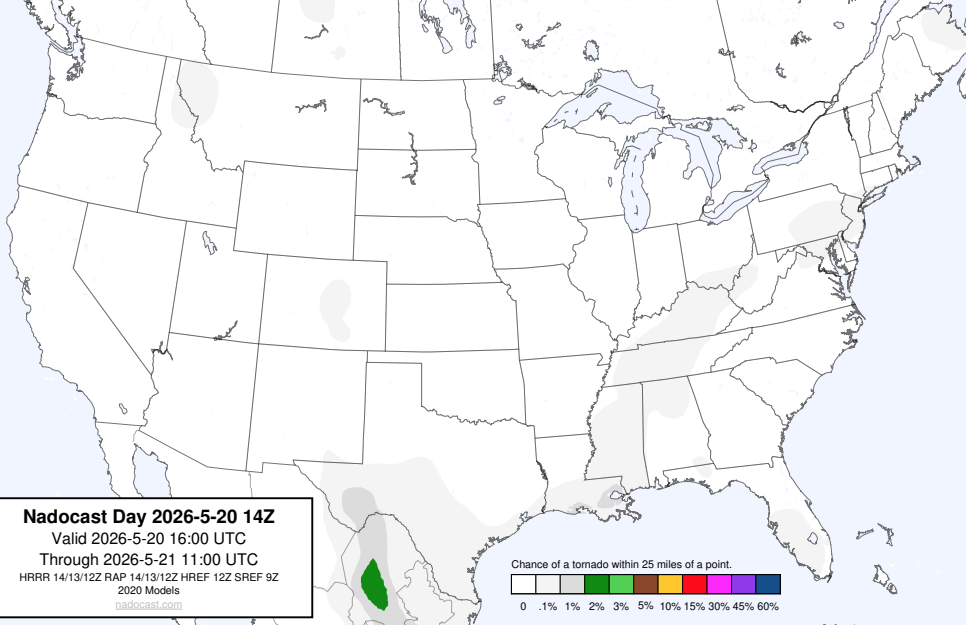 Nadocast Day 2026-5-20 14Z
Valid 2026-5-20 16:00 UTC
Through 2026-5-21 11:00 UTC
HRRR 14/13/12Z RAP 14/13/12Z HREF 12Z SREF 9Z
2020 Models
nadocast.com
Chance of a tornado within 25 miles of a point.
0 .1% 1% 2% 3% 5% 10% 15% 30% 45% 60%